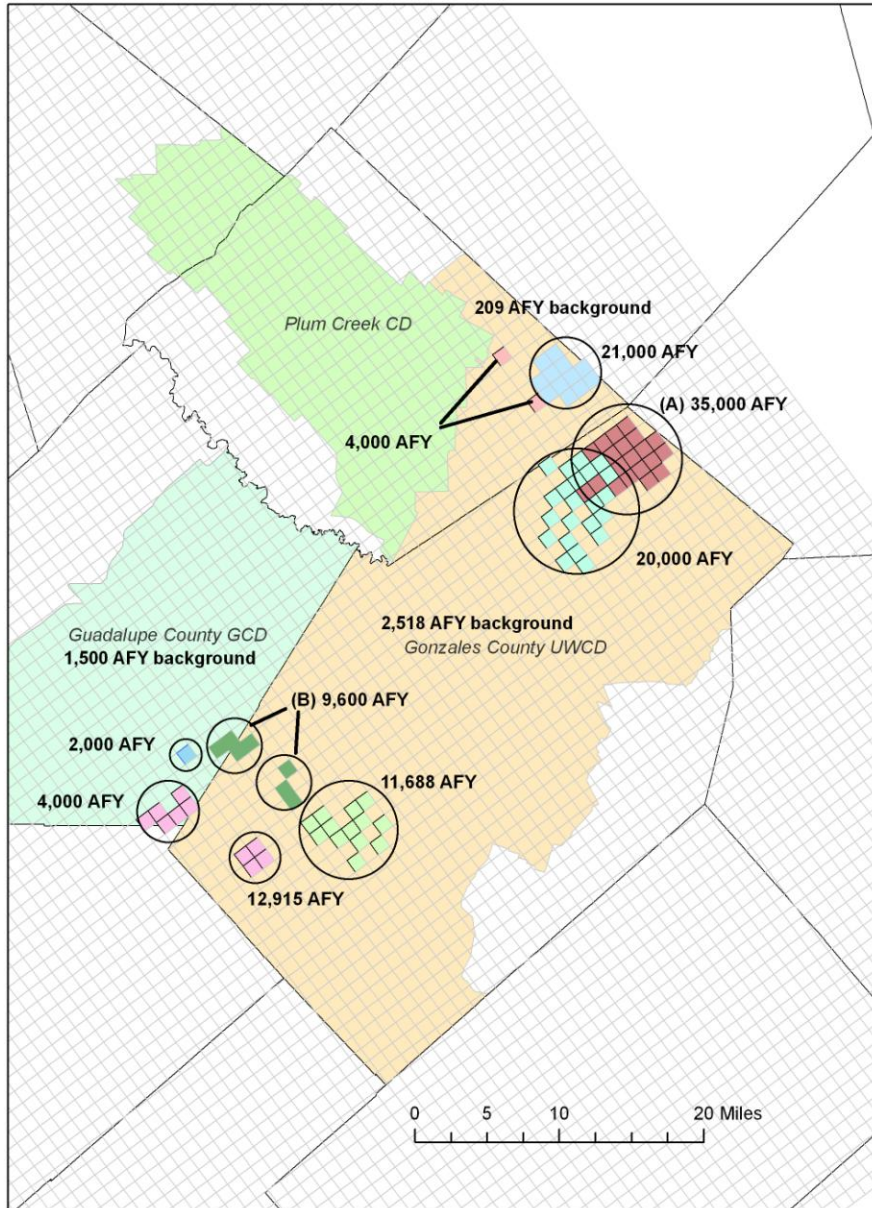 209 AFY background
Plum Creek CD
21,000 AFY
(A) 35,000 AFY
4,000 AFY
20,000 AFY
2,518 AFY background
Gonzales County UWCD
Guadalupe County GCD
1,500 AFY background
(B) 9,600 AFY
2,000 AFY
11,688 AFY
4,000 AFY
12,915 AFY
0 5 10 20 Miles